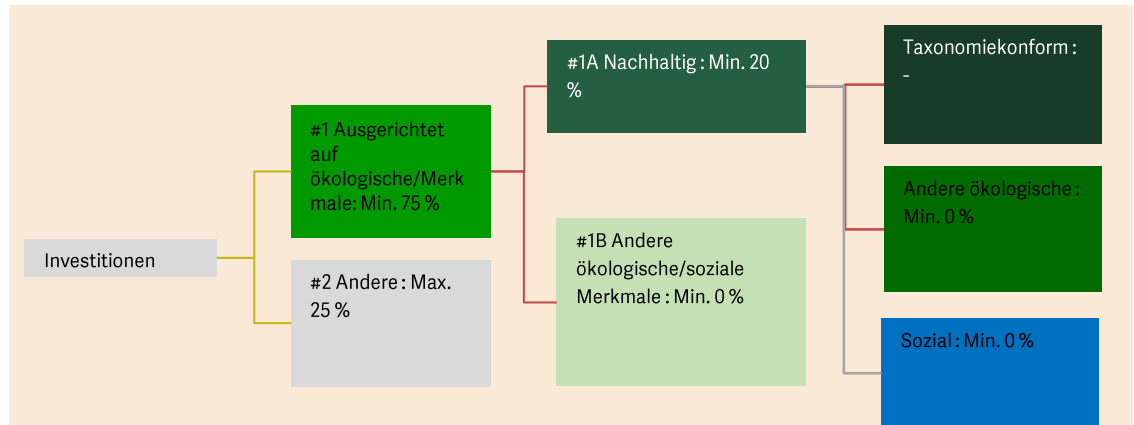 Investitionen
#1 Ausgerichtet
auf
ökologische/Merk
male: Min. 75 %
#2 Andere : Max.
25 %
#1A Nachhaltig : Min. 20
%
#1B Andere
ökologische/soziale
Merkmale : Min. 0 %
Taxonomiekonform :
-
Andere ökologische :
Min. 0 %
Sozial : Min. 0 %